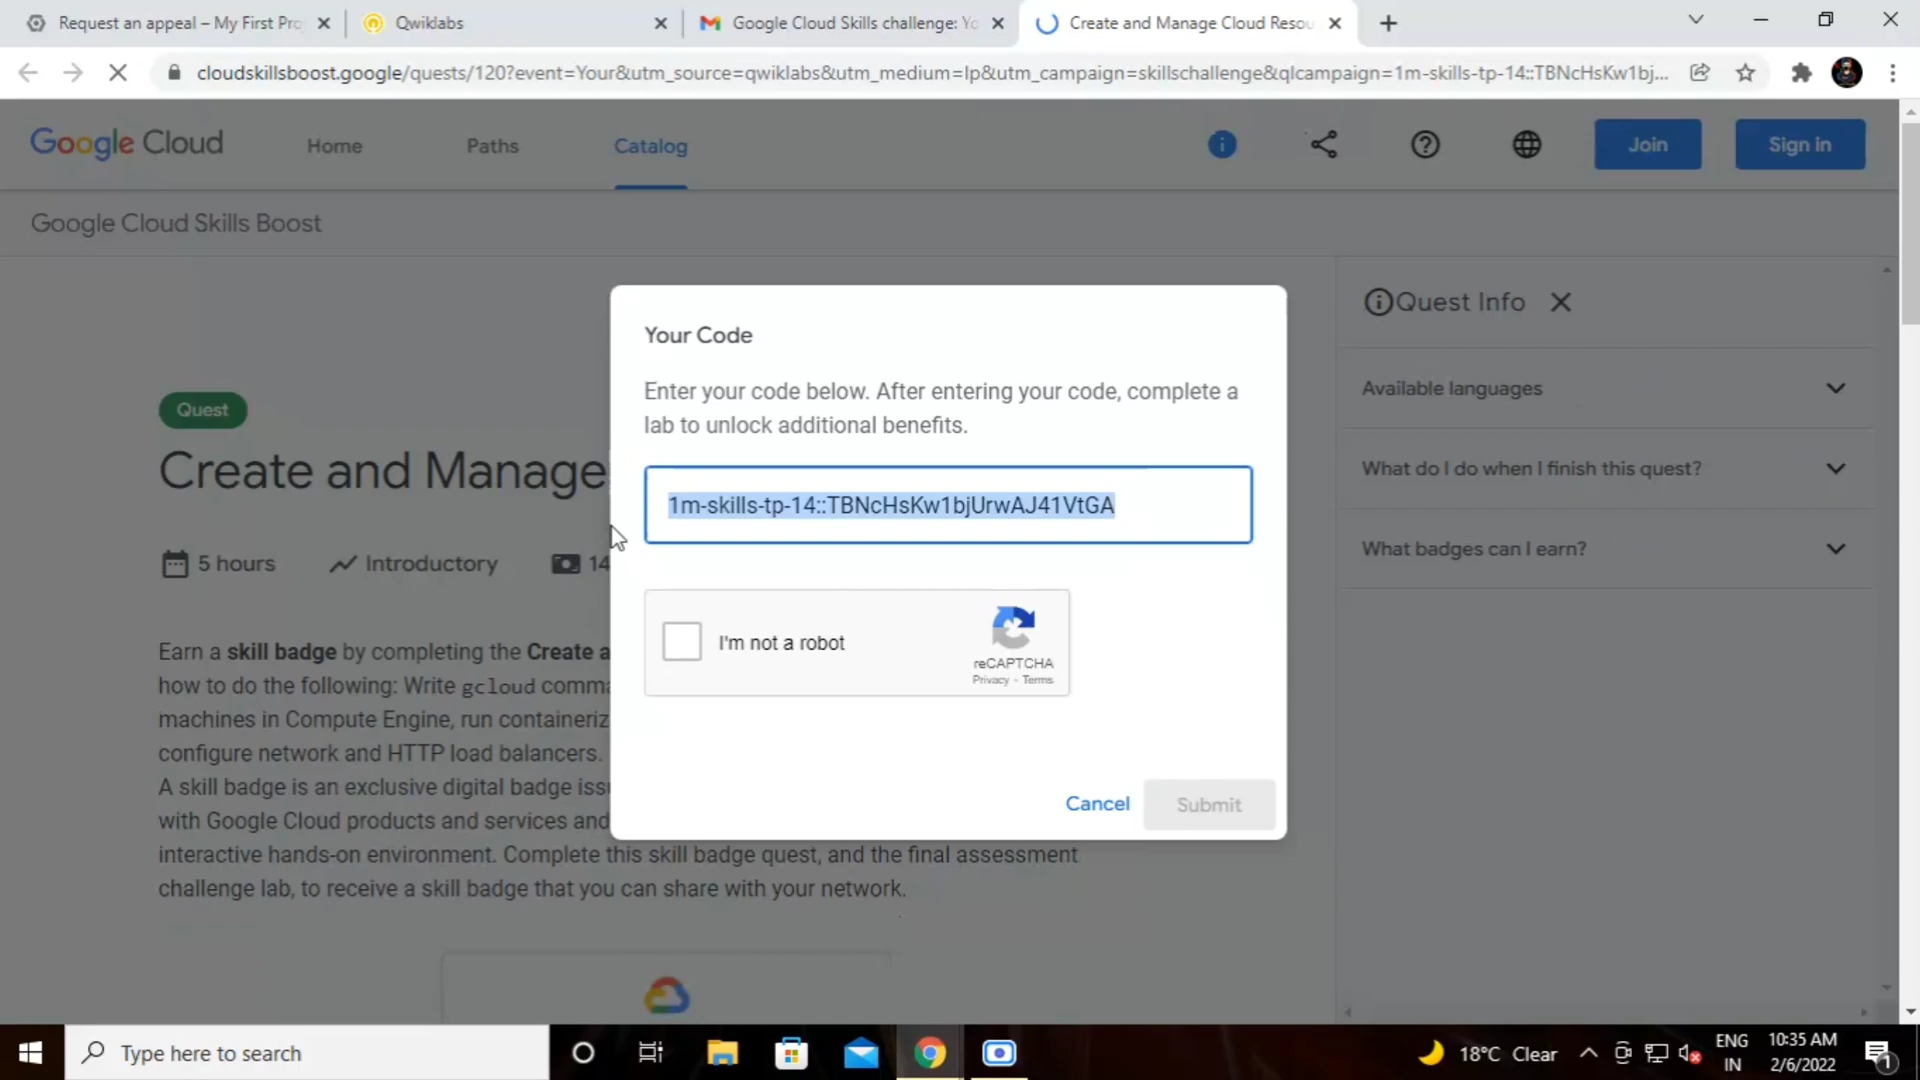 Request an appeal – My First Pro
Qwiklabs
Google Cloud Skills challenge: Yo
Create and Manage Cloud Resou
cloudskillsboost.google/quests/120?event=Your&utm_source=qwiklabs&utm_medium=lp&utm_campaign=skillschallenge&qlcampaign=1m-skills-tp-14::TBNcHsKw1bj...
Google Cloud
Home
Paths
Catalog
Join
Sign in
Google Cloud Skills Boost
Quest Info
Available languages
What do I do when I finish this quest?
What badges can I earn?
Quest
Create and Manage
5 hours
Introductory
14
Earn a skill badge by completing the Create a
how to do the following: Write gcloud comma
machines in Compute Engine, run containeriz
configure network and HTTP load balancers.
A skill badge is an exclusive digital badge issu
with Google Cloud products and services and
interactive hands-on environment. Complete this skill badge quest, and the final assessment
challenge lab, to receive a skill badge that you can share with your network.
Your Code
Enter your code below. After entering your code, complete a
lab to unlock additional benefits.
1m-skills-tp-14::TBNcHsKw1bjUrwAJ41VtGA
I'm not a robot
reCAPTCHA
Privacy - Terms
Cancel
Submit
Type here to search
18°C Clear
ENG
IN
10:35 AM
2/6/2022
1